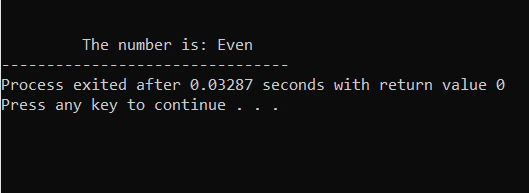 The number is: Even
--------------------------------
Process exited after 0.03287 seconds with return value 0
Press any key to continue . . .